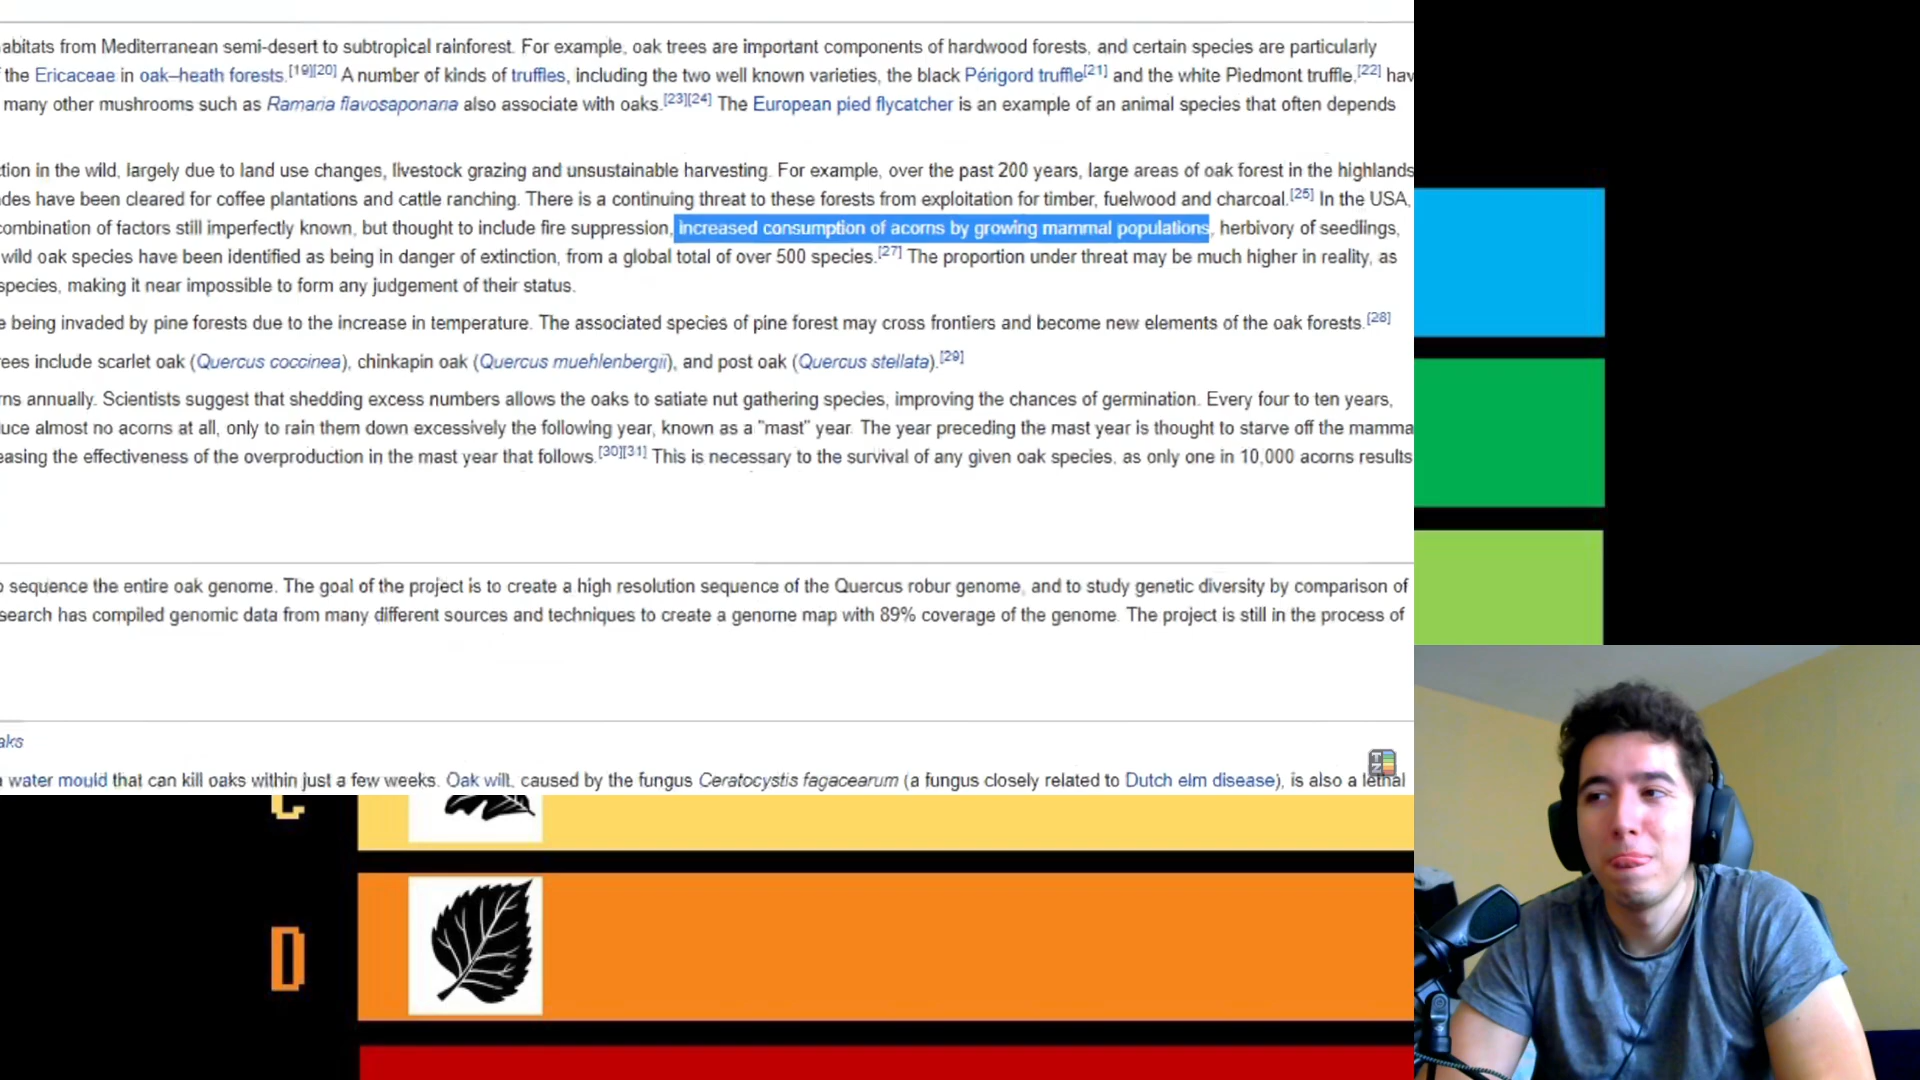 abitats from Mediterranean semi-desert to subtropical rainforest. For example, oak trees are important components of hardwood forests, and certain species are particularly
the Ericaceae in oak–heath forests.[19][20] A number of kinds of truffles, including the two well known varieties, the black Périgord truffle[21] and the white Piedmont truffle,[22] hav
many other mushrooms such as Ramaria flavosaponaria also associate with oaks.[23][24] The European pied flycatcher is an example of an animal species that often depends
tion in the wild, largely due to land use changes, livestock grazing and unsustainable harvesting. For example, over the past 200 years, large areas of oak forest in the highlands
des have been cleared for coffee plantations and cattle ranching. There is a continuing threat to these forests from exploitation for timber, fuelwood and charcoal.[25] In the USA,
combination of factors still imperfectly known, but thought to include fire suppression, increased consumption of acorns by growing mammal populations, herbivory of seedlings,
wild oak species have been identified as being in danger of extinction, from a global total of over 500 species.[27] The proportion under threat may be much higher in reality, as
species, making it near impossible to form any judgement of their status.
e being invaded by pine forests due to the increase in temperature. The associated species of pine forest may cross frontiers and become new elements of the oak forests.[28]
ees include scarlet oak (Quercus coccinea), chinkapin oak (Quercus muehlenbergii), and post oak (Quercus stellata).[29]
rns annually. Scientists suggest that shedding excess numbers allows the oaks to satiate nut gathering species, improving the chances of germination. Every four to ten years,
uce almost no acorns at all, only to rain them down excessively the following year, known as a "mast" year. The year preceding the mast year is thought to starve off the mamma
easing the effectiveness of the overproduction in the mast year that follows.[30][31] This is necessary to the survival of any given oak species, as only one in 10,000 acorns results
o sequence the entire oak genome. The goal of the project is to create a high resolution sequence of the Quercus robur genome, and to study genetic diversity by comparison of
search has compiled genomic data from many different sources and techniques to create a genome map with 89% coverage of the genome. The project is still in the process of
aks
water mould that can kill oaks within just a few weeks. Oak wilt, caused by the fungus Ceratocystis fagacearum (a fungus closely related to Dutch elm disease), is also a lethal
C
D